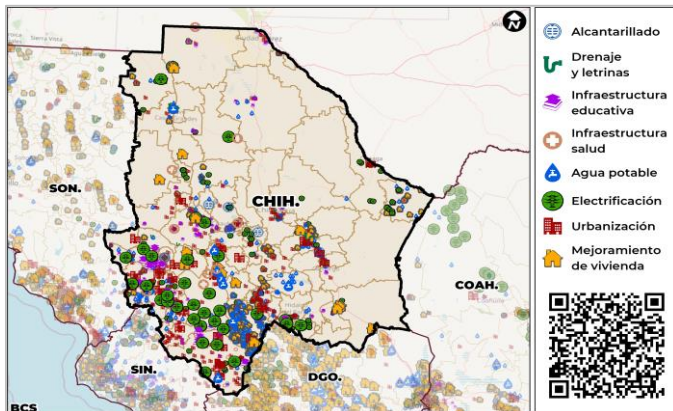 CHIH.
SON.
COAH.
SIN.
DGO.
BCS
Alcantarillado
Drenaje
y letrinas
Infraestructura
educativa
Infraestructura
salud
Agua potable
Electrificación
Urbanización
Mejoramiento
de vivienda